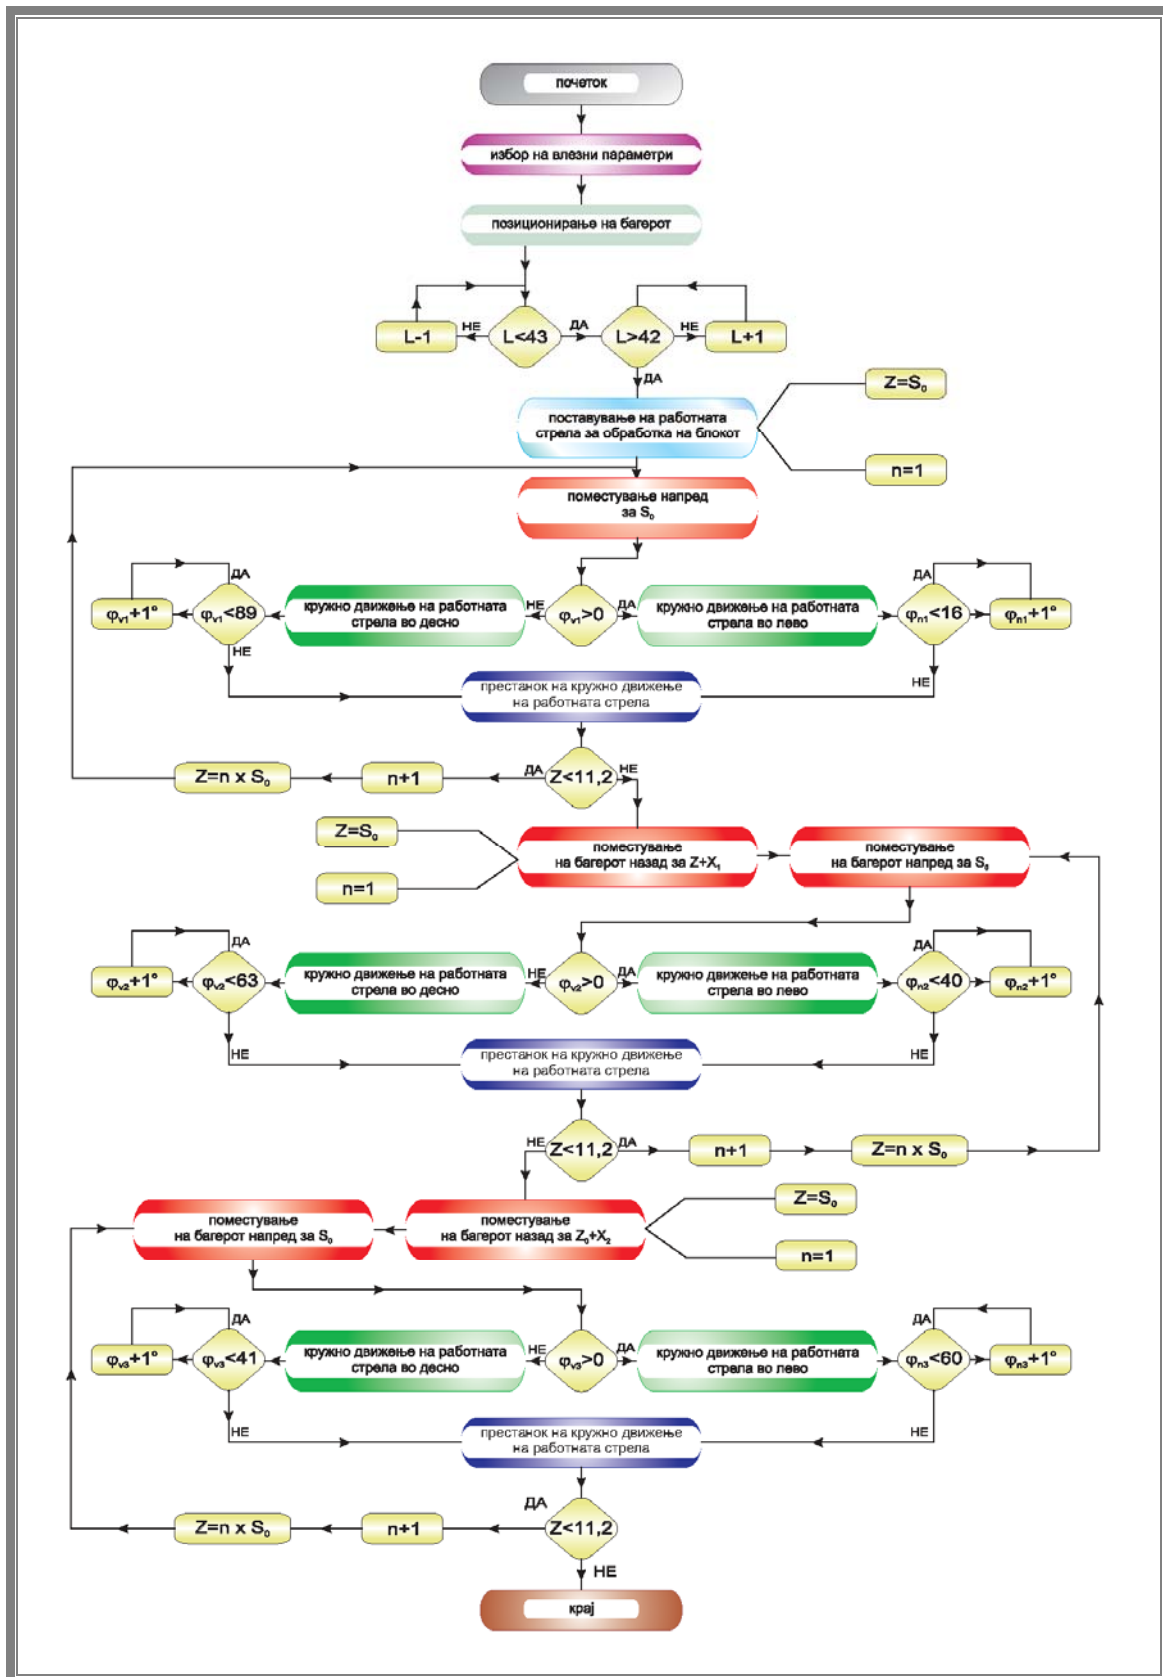 почеток
избор на влезни параметри
позиционирање на багерот
L-1
НЕ
L<43
ДА
L>42
НЕ
L+1
ДА
Z=S₀
поставување на работната
стрела за обработка на блокот
n=1
поместување напред
за S₀
ДА
ДА
φᵥ₁+1°
φᵥ₁<89
кружно движење на работната
стрела во десно
НЕ
φᵥ₁>0
ДА
кружно движење на работната
стрела во лево
φₙ₁<16
φₙ₁+1°
НЕ
НЕ
престанок на кружно движење
на работната стрела
Z=n x S₀
n+1
ДА
Z<11,2
НЕ
Z=S₀
n=1
поместување
на багерот назад за Z+X₁
поместување
на багерот напред за S₀
ДА
ДА
φᵥ₂+1°
φᵥ₂<63
кружно движење на работната
стрела во десно
НЕ
φᵥ₂>0
ДА
кружно движење на работната
стрела во лево
φₙ₂<40
φₙ₂+1°
НЕ
НЕ
престанок на кружно движење
на работната стрела
НЕ
Z<11,2
ДА
n+1
Z=n x S₀
поместување
на багерот напред за S₀
поместување
на багерот назад за Z₀+X₂
Z=S₀
n=1
ДА
ДА
φᵥ₃+1°
φᵥ₃<41
кружно движење на работната
стрела во десно
НЕ
φᵥ₃>0
ДА
кружно движење на работната
стрела во лево
φₙ₃<60
φₙ₃+1°
НЕ
НЕ
престанок на кружно движење
на работната стрела
Z=n x S₀
n+1
ДА
Z<11,2
НЕ
крај